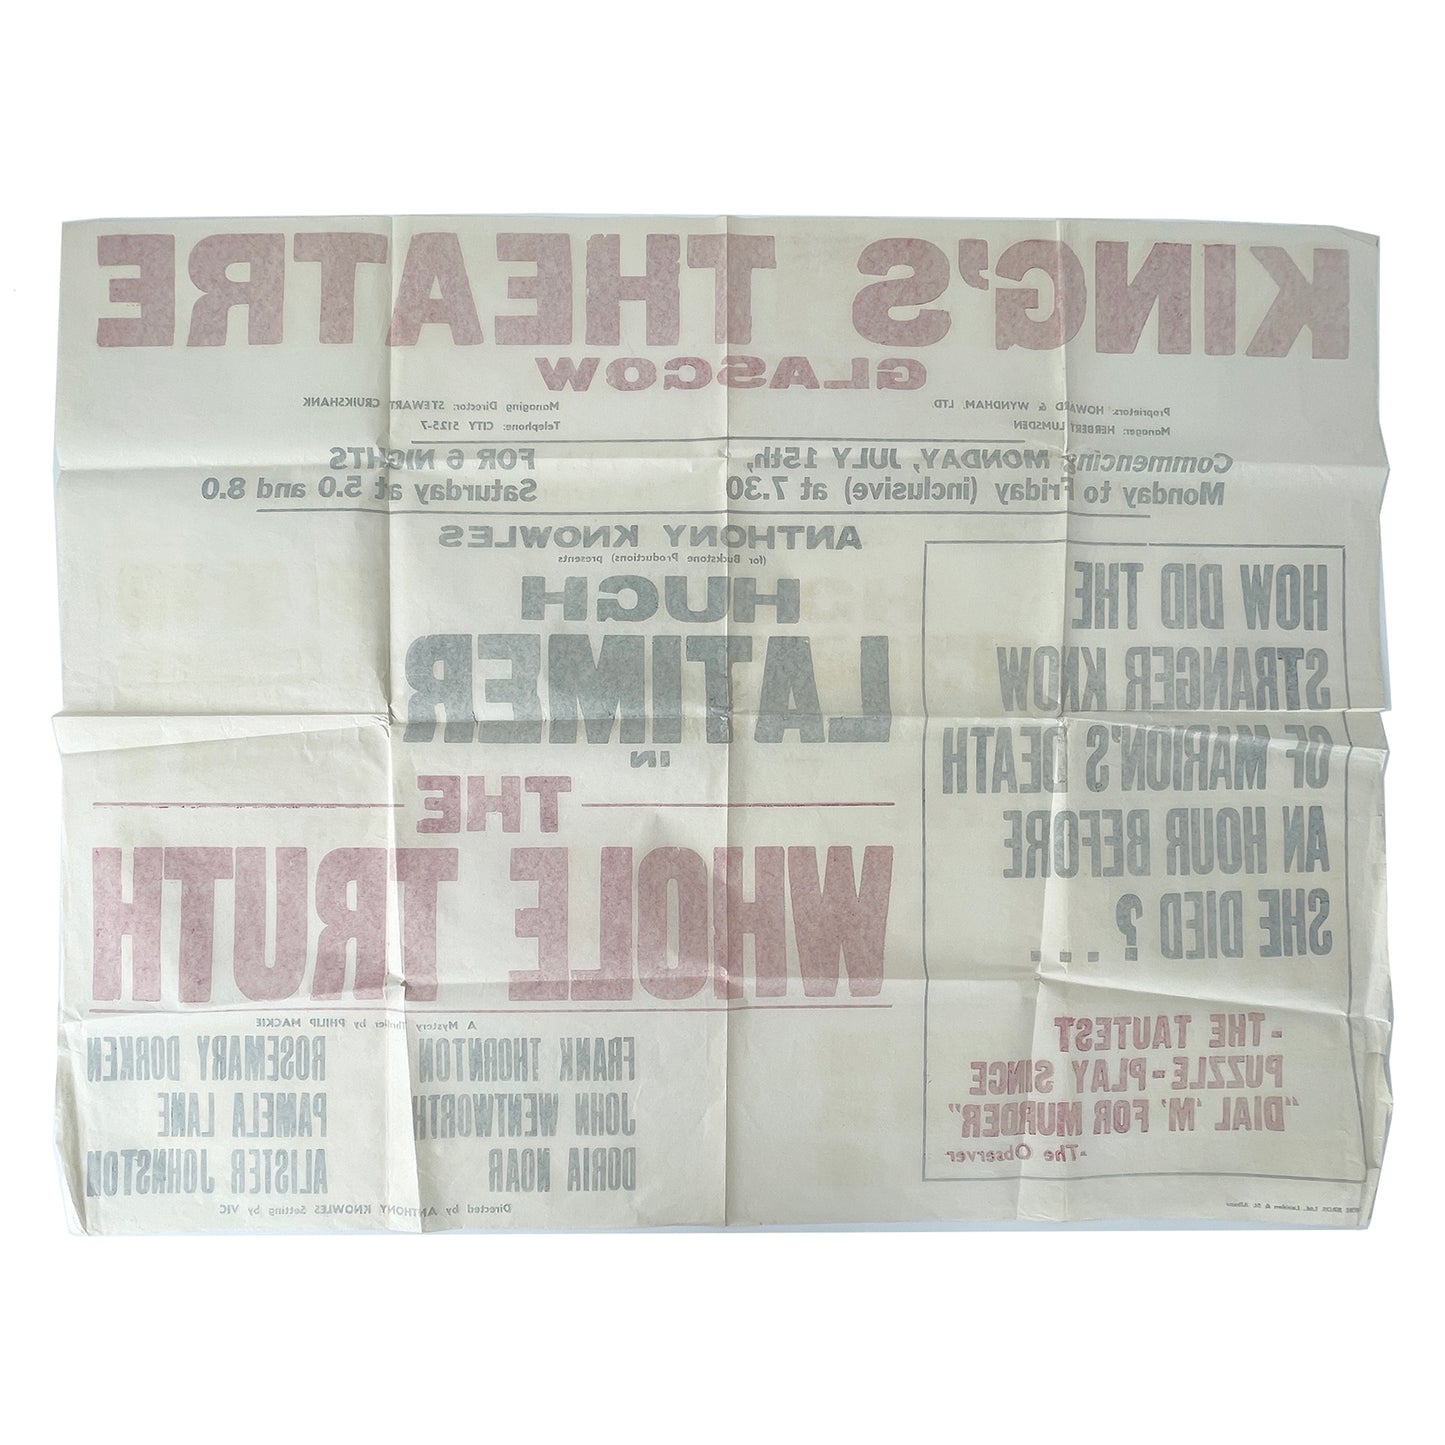 KING'S THEATRE
GLASGOW
Proprietors: HOWARD & WYNDHAM, LTD. Managing Director: STEWART CRUIKSHANK
Manager: HERBERT LUMSDEN Telephone: CITY 5125-7
Commencing MONDAY, JULY 15th, FOR 6 NIGHTS
Monday to Friday (inclusive) at 7.30 Saturday at 5.0 and 8.0
HOW DID THE
STRANGER KNOW
OF MARION'S DEATH
AN HOUR BEFORE
SHE DIED ? . . .
-THE TAUTEST
PUZZLE-PLAY SINCE
"DIAL 'M' FOR MURDER"
-The Observer
ANTHONY KNOWLES
(for Buckstone Productions) presents
HUGH
LATIMER
IN
THE
WHOLE TRUTH
A Mystery Thriller by PHILIP MACKIE
FRANK THORNTON ROSEMARY DORKEN
JOHN WENTWORTH PAMELA LANE
DORIA NOAR ALISTER JOHNSTON
Directed by ANTHONY KNOWLES Setting by VIC
BROS. Ltd., London & St. Albans